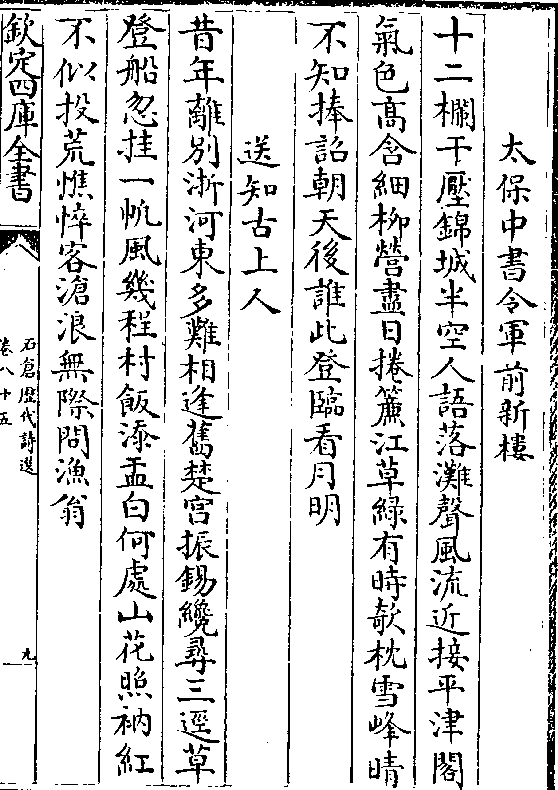 太保中書令軍前新樓
十二欄干壓錦城半空人語落灘聲風流近接平津閣
氣色髙含細栁營盡日捲簾江草緑有時欹枕雪峰晴
不知捧詔朝天後誰此登臨看月明
送知古上人
昔年離别浙河東多難相逢舊楚宮振錫纔尋三逕草
登船忽挂一帆風幾程村飯添盂白何處山花照衲紅
不似投荒憔悴客滄浪無際問漁翁
欽定四庫全書
石倉歴代詩選
卷八十五
九